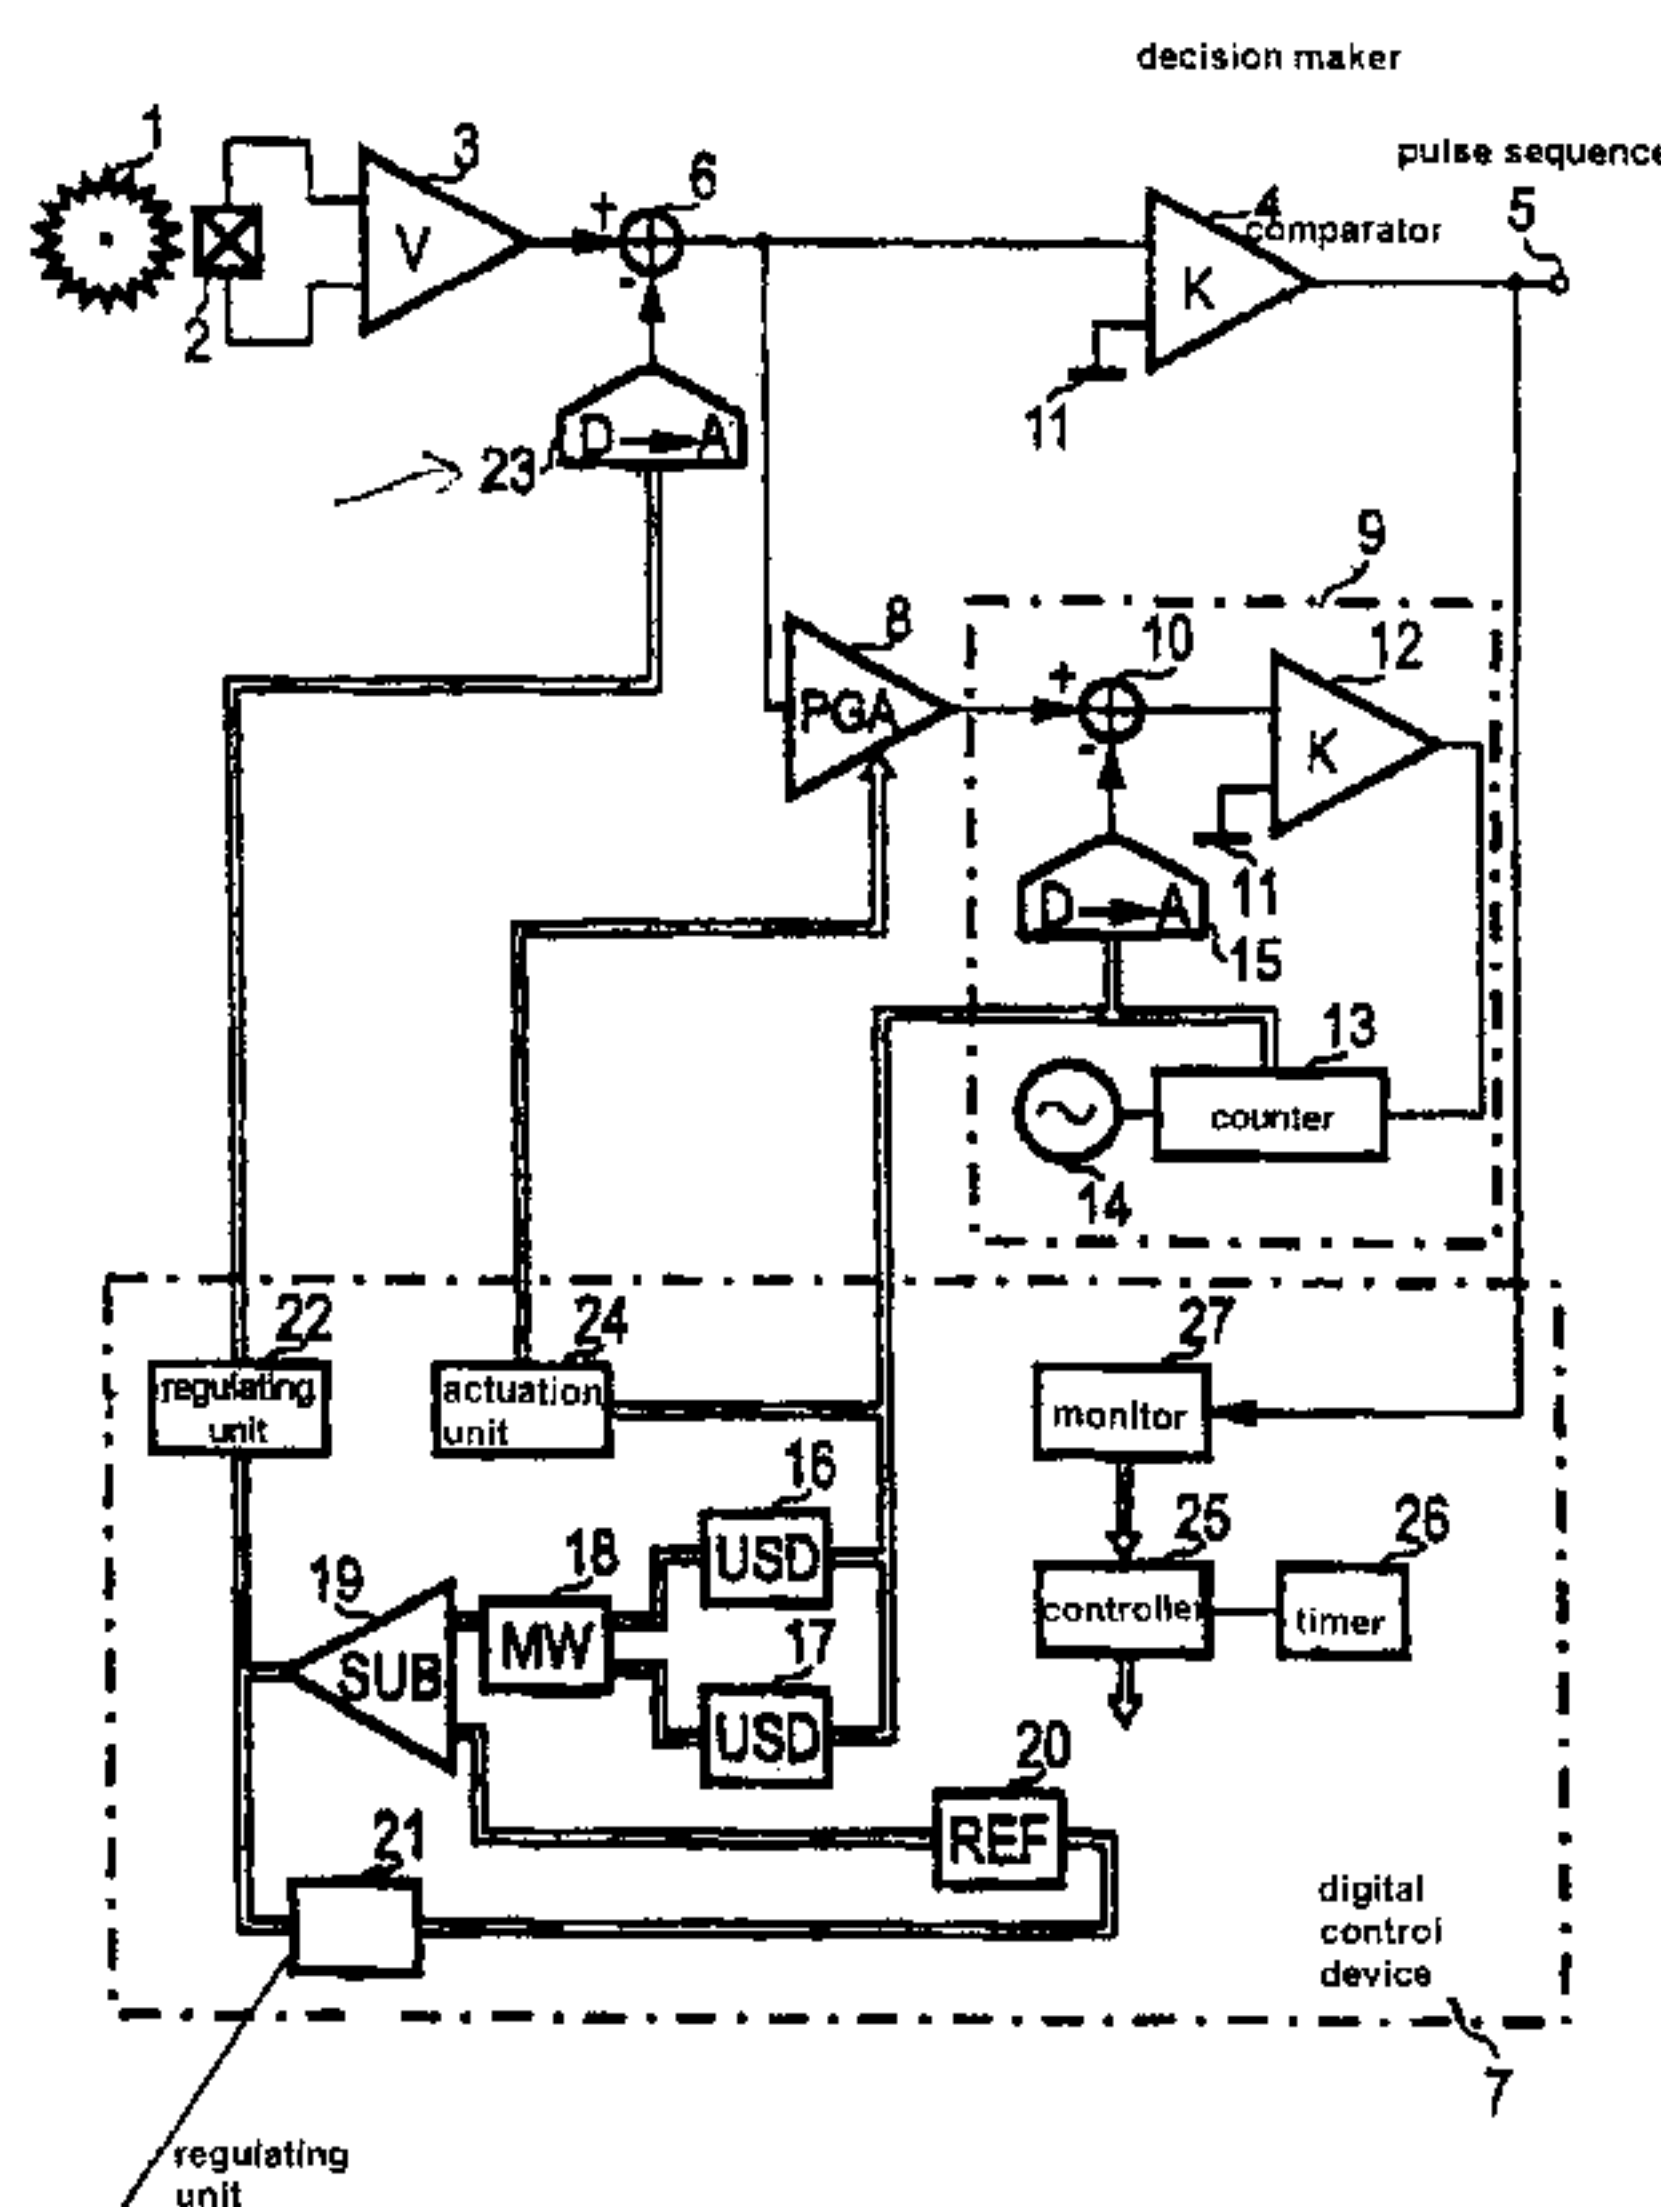 decision maker
pulse sequence
1
3
6
4
comparator
5
+
V
K
-
2
11
D A
23
9
8
10
12
+
PGA
K
-
11
D A
15
13
counter
14
22
24
27
regulating
unit
actuation
unit
monitor
16
25
26
18
USD
19
controller
timer
MW
17
SUB
USD
20
REF
21
digital
control
device
7
regulating
unit